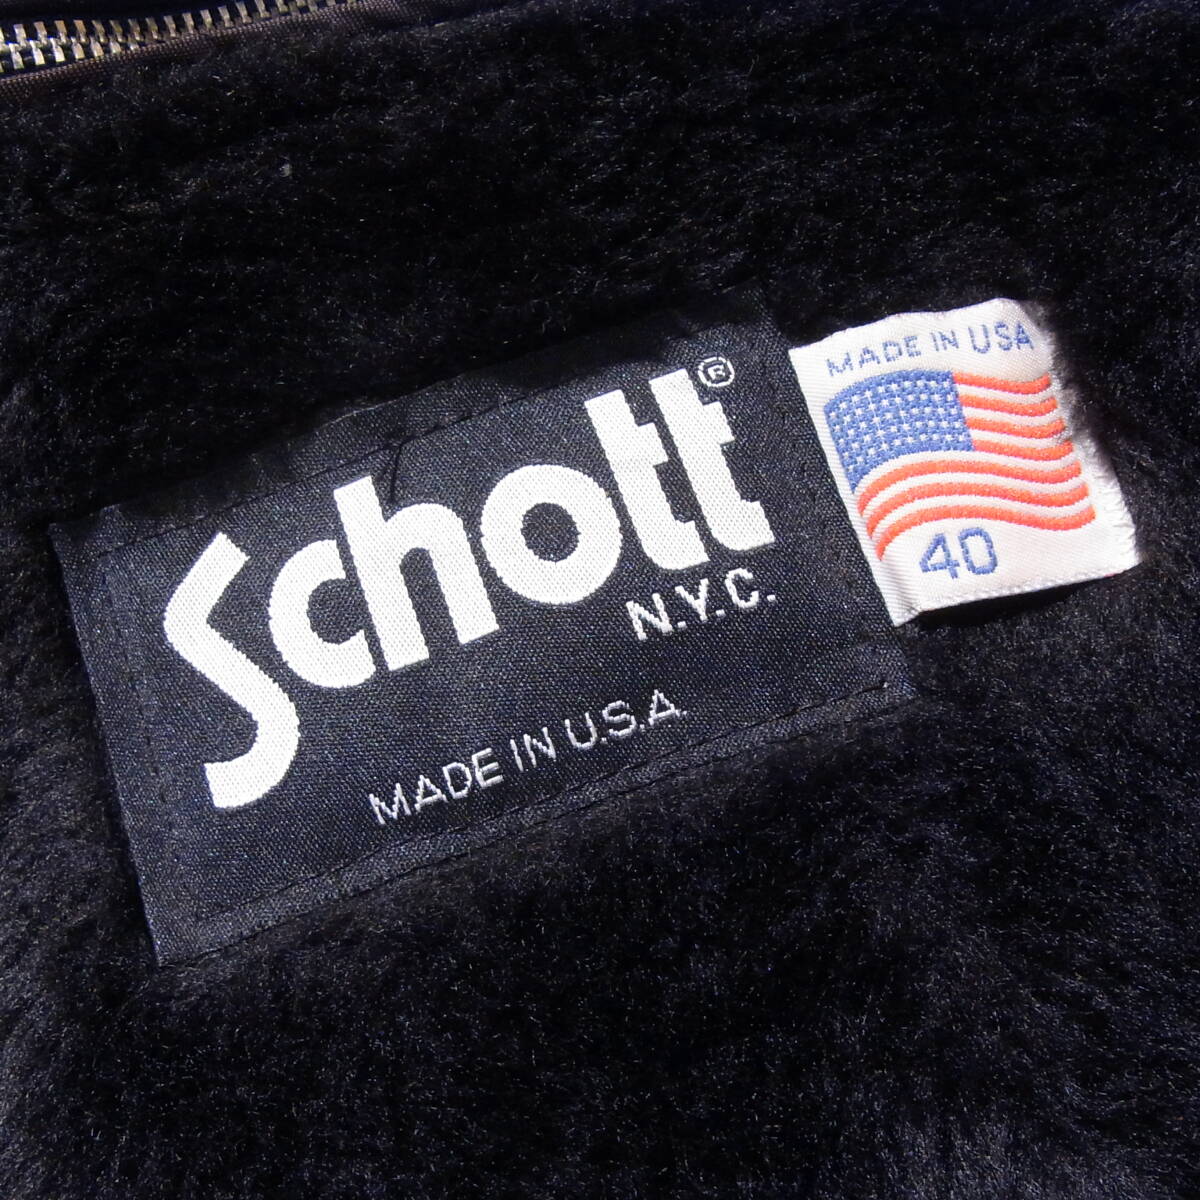 Schott®
N.Y.C.
MADE IN U.S.A.
MADE IN USA
40